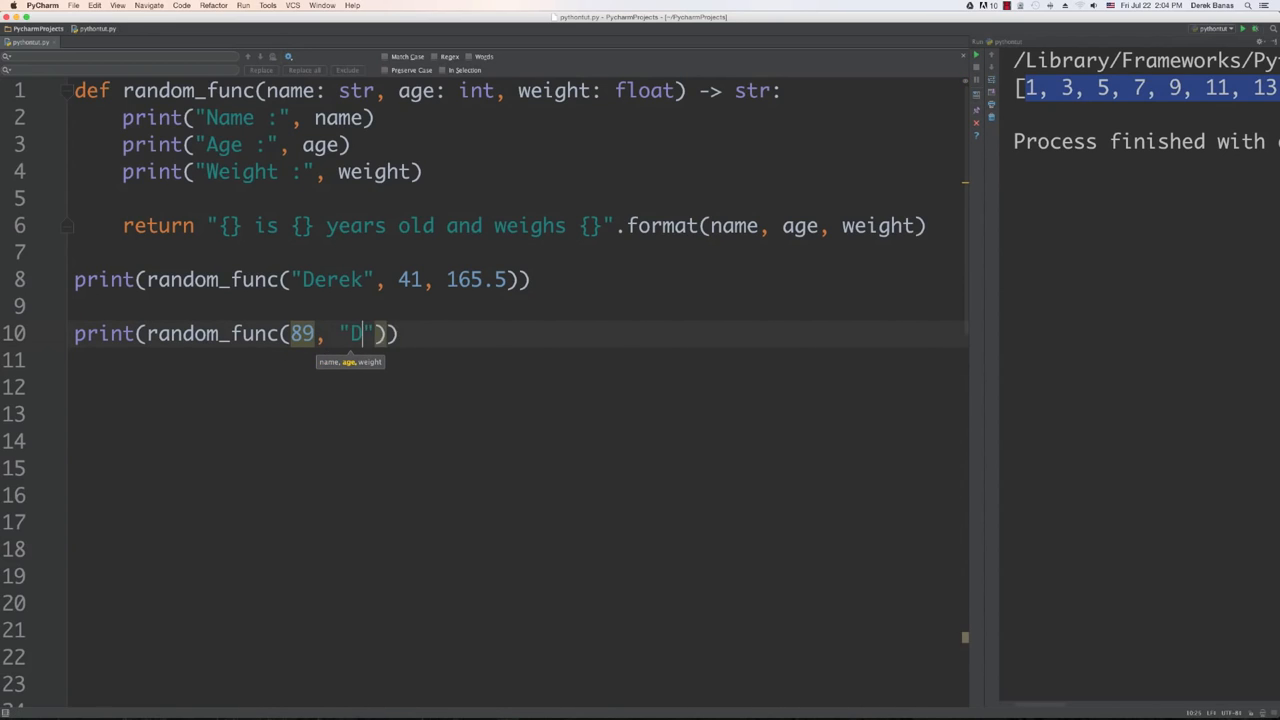 PyCharm File Edit View Navigate Code Refactor Run Tools VCS Window Help 10 Fri Jul 22 2:04 PM Derek Banas
pythontut.py - PycharmProjects - [~/PycharmProjects]
PycharmProjects pythontut.py pythontut
pythontut.py Run pythontut
Match Case Regex Words
Replace Replace all Exclude Preserve Case In Selection
/Library/Frameworks/Py
[1, 3, 5, 7, 9, 11, 13
Process finished with
1 def random_func(name: str, age: int, weight: float) -> str:
2 print("Name :", name)
3 print("Age :", age)
4 print("Weight :", weight)
5
6 return "{} is {} years old and weighs {}".format(name, age, weight)
7
8 print(random_func("Derek", 41, 165.5))
9
10 print(random_func(89, "D"))
name, age, weight
11
12
13
14
15
16
17
18
19
20
21
22
23
10:25 LF÷ UTF-8÷